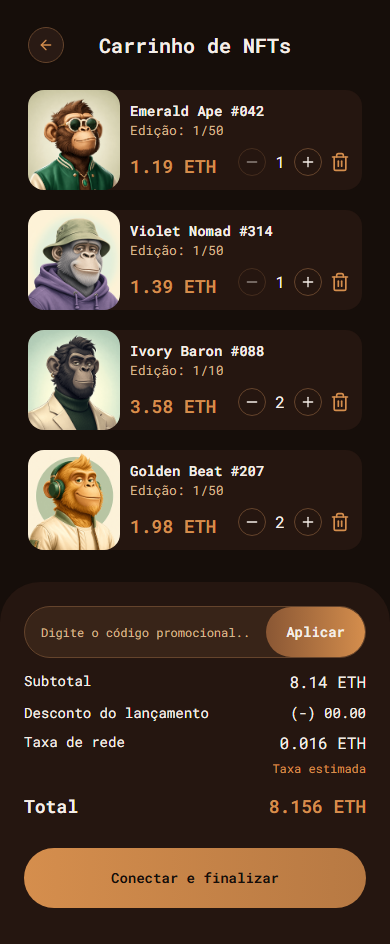 Carrinho de NFTs
Emerald Ape #042
Edição: 1/50
1.19 ETH 1
Violet Nomad #314
Edição: 1/50
1.39 ETH 1
Ivory Baron #088
Edição: 1/10
3.58 ETH 2
Golden Beat #207
Edição: 1/50
1.98 ETH 2
Digite o código promocional.. Aplicar
Subtotal 8.14 ETH
Desconto do lançamento (-) 00.00
Taxa de rede 0.016 ETH
Taxa estimada
Total 8.156 ETH
Conectar e finalizar